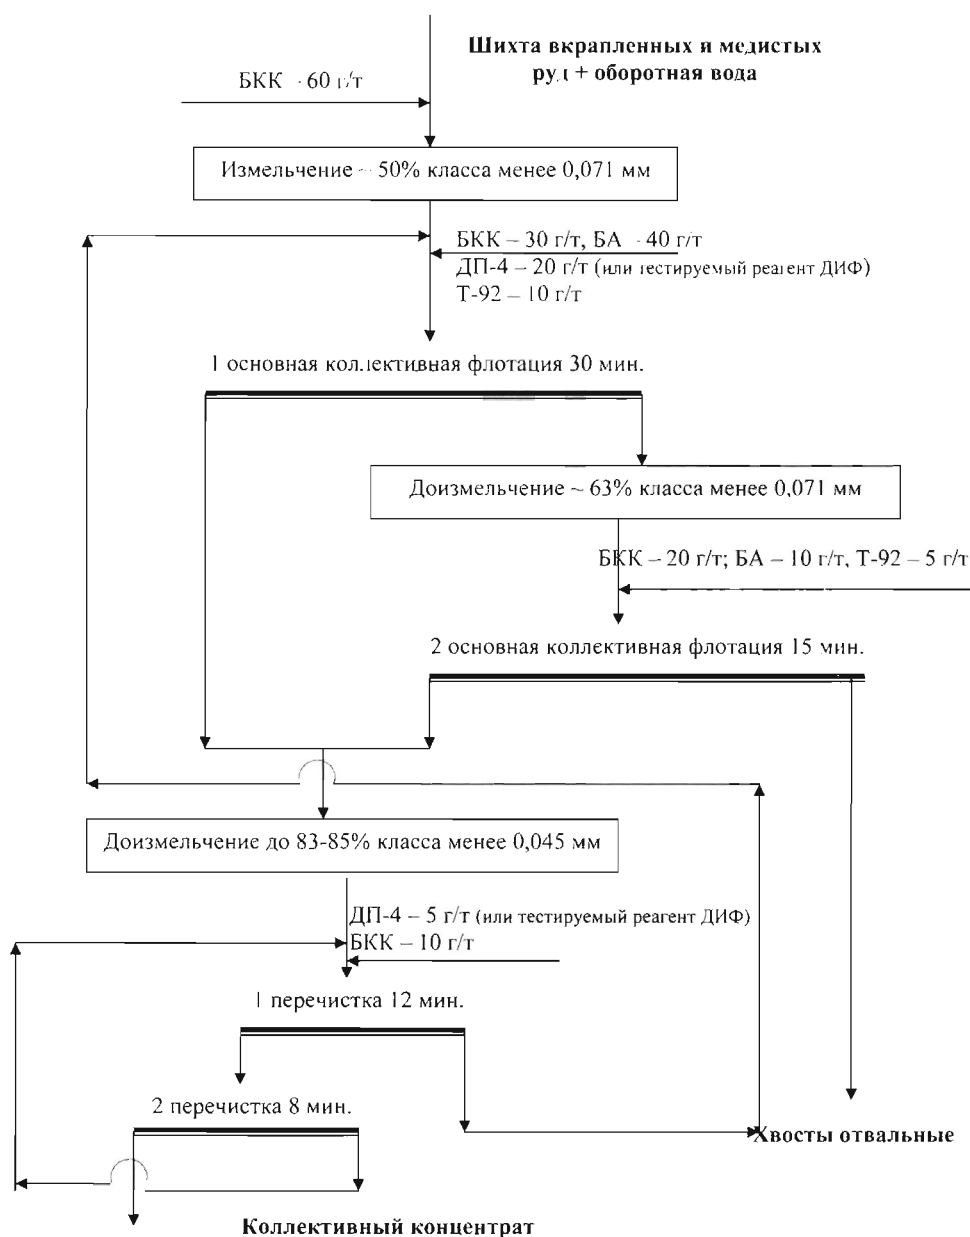 Шихта вкрапленных и медистых
руд + оборотная вода
БКК - 60 г/т
Измельчение ~ 50% класса менее 0,071 мм
БКК – 30 г/т, БА - 40 г/т
ДП-4 – 20 г/т (или тестируемый реагент ДИФ)
Т-92 – 10 г/т
1 основная коллективная флотация 30 мин.
Доизмельчение ~ 63% класса менее 0,071 мм
БКК – 20 г/т; БА – 10 г/т, Т-92 – 5 г/т
2 основная коллективная флотация 15 мин.
Доизмельчение до 83-85% класса менее 0,045 мм
ДП-4 – 5 г/т (или тестируемый реагент ДИФ)
БКК – 10 г/т
1 перечистка 12 мин.
2 перечистка 8 мин.
Хвосты отвальные
Коллективный концентрат